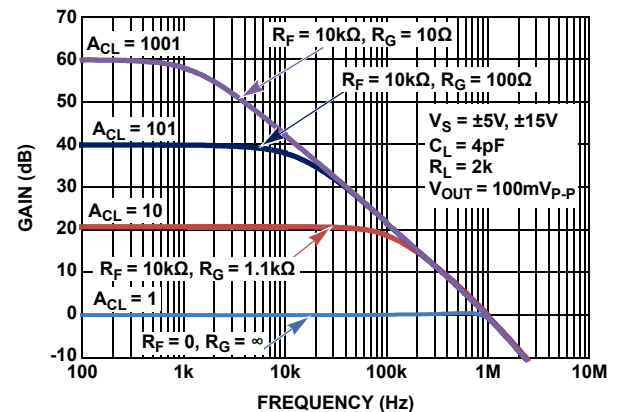 70
60
50
40
30
20
10
0
-10
GAIN (dB)
A_CL = 1001
R_F = 10kΩ, R_G = 10Ω
R_F = 10kΩ, R_G = 100Ω
A_CL = 101
V_S = ±5V, ±15V
C_L = 4pF
R_L = 2k
V_OUT = 100mV_P-P
A_CL = 10
R_F = 10kΩ, R_G = 1.1kΩ
A_CL = 1
R_F = 0, R_G = ∞
100 1k 10k 100k 1M 10M
FREQUENCY (Hz)